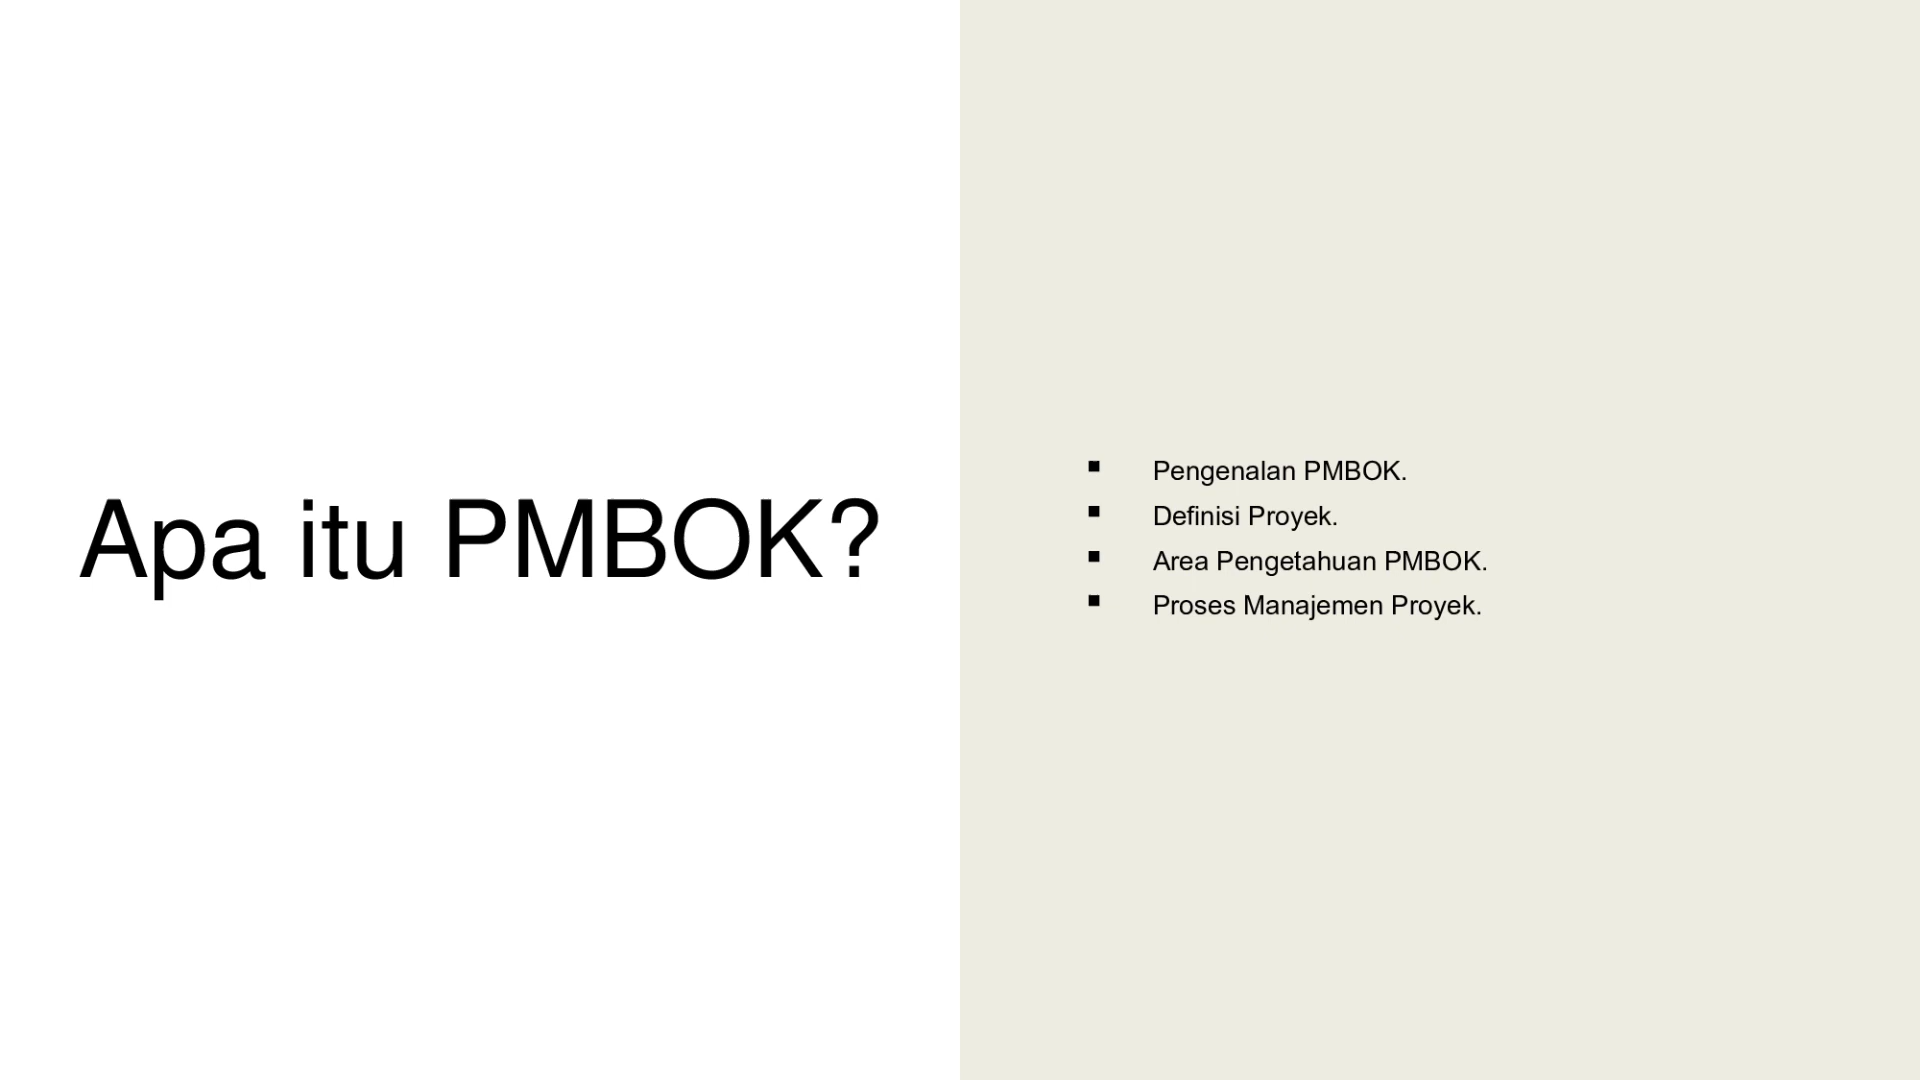 Apa itu PMBOK?
▪ Pengenalan PMBOK.
▪ Definisi Proyek.
▪ Area Pengetahuan PMBOK.
▪ Proses Manajemen Proyek.